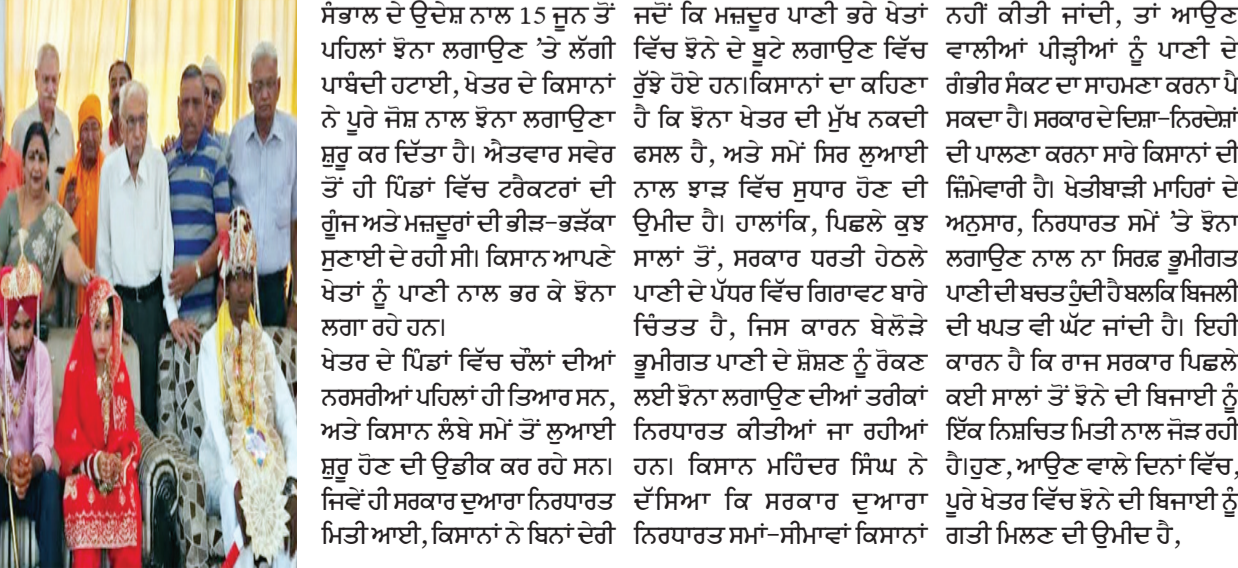 ਸੰਭਾਲ ਦੇ ਉਦੇਸ਼ ਨਾਲ 15 ਜੂਨ ਤੋਂ
ਪਹਿਲਾਂ ਝੋਨਾ ਲਗਾਉਣ ’ਤੇ ਲੱਗੀ
ਪਾਬੰਦੀ ਹਟਾਈ, ਖੇਤਰ ਦੇ ਕਿਸਾਨਾਂ
ਨੇ ਪੂਰੇ ਜੋਸ਼ ਨਾਲ ਝੋਨਾ ਲਗਾਉਣਾ
ਸ਼ੁਰੂ ਕਰ ਦਿੱਤਾ ਹੈ। ਐਤਵਾਰ ਸਵੇਰ
ਤੋਂ ਹੀ ਪਿੰਡਾਂ ਵਿੱਚ ਟਰੈਕਟਰਾਂ ਦੀ
ਗੂੰਜ ਅਤੇ ਮਜ਼ਦੂਰਾਂ ਦੀ ਭੀੜ-ਭੜੱਕਾ
ਸੁਣਾਈ ਦੇ ਰਹੀ ਸੀ। ਕਿਸਾਨ ਆਪਣੇ
ਖੇਤਾਂ ਨੂੰ ਪਾਣੀ ਨਾਲ ਭਰ ਕੇ ਝੋਨਾ
ਲਗਾ ਰਹੇ ਹਨ।
ਖੇਤਰ ਦੇ ਪਿੰਡਾਂ ਵਿੱਚ ਚੌਲਾਂ ਦੀਆਂ
ਨਰਸਰੀਆਂ ਪਹਿਲਾਂ ਹੀ ਤਿਆਰ ਸਨ,
ਅਤੇ ਕਿਸਾਨ ਲੰਬੇ ਸਮੇਂ ਤੋਂ ਲੁਆਈ
ਸ਼ੁਰੂ ਹੋਣ ਦੀ ਉਡੀਕ ਕਰ ਰਹੇ ਸਨ।
ਜਿਵੇਂ ਹੀ ਸਰਕਾਰ ਦੁਆਰਾ ਨਿਰਧਾਰਤ
ਮਿਤੀ ਆਈ, ਕਿਸਾਨਾਂ ਨੇ ਬਿਨਾਂ ਦੇਰੀ
ਜਦੋਂ ਕਿ ਮਜ਼ਦੂਰ ਪਾਣੀ ਭਰੇ ਖੇਤਾਂ
ਵਿੱਚ ਝੋਨੇ ਦੇ ਬੂਟੇ ਲਗਾਉਣ ਵਿੱਚ
ਰੁੱਝੇ ਹੋਏ ਹਨ।ਕਿਸਾਨਾਂ ਦਾ ਕਹਿਣਾ
ਹੈ ਕਿ ਝੋਨਾ ਖੇਤਰ ਦੀ ਮੁੱਖ ਨਕਦੀ
ਫਸਲ ਹੈ, ਅਤੇ ਸਮੇਂ ਸਿਰ ਲੁਆਈ
ਨਾਲ ਝਾੜ ਵਿੱਚ ਸੁਧਾਰ ਹੋਣ ਦੀ
ਉਮੀਦ ਹੈ। ਹਾਲਾਂਕਿ, ਪਿਛਲੇ ਕੁਝ
ਸਾਲਾਂ ਤੋਂ, ਸਰਕਾਰ ਧਰਤੀ ਹੇਠਲੇ
ਪਾਣੀ ਦੇ ਪੱਧਰ ਵਿੱਚ ਗਿਰਾਵਟ ਬਾਰੇ
ਚਿੰਤਤ ਹੈ, ਜਿਸ ਕਾਰਨ ਬੇਲੋੜੇ
ਭੂਮੀਗਤ ਪਾਣੀ ਦੇ ਸ਼ੋਸ਼ਣ ਨੂੰ ਰੋਕਣ
ਲਈ ਝੋਨਾ ਲਗਾਉਣ ਦੀਆਂ ਤਰੀਕਾਂ
ਨਿਰਧਾਰਤ ਕੀਤੀਆਂ ਜਾ ਰਹੀਆਂ
ਹਨ। ਕਿਸਾਨ ਮਹਿੰਦਰ ਸਿੰਘ ਨੇ
ਦੱਸਿਆ ਕਿ ਸਰਕਾਰ ਦੁਆਰਾ
ਨਿਰਧਾਰਤ ਸਮਾਂ-ਸੀਮਾਵਾਂ ਕਿਸਾਨਾਂ
ਨਹੀਂ ਕੀਤੀ ਜਾਂਦੀ, ਤਾਂ ਆਉਣ
ਵਾਲੀਆਂ ਪੀੜ੍ਹੀਆਂ ਨੂੰ ਪਾਣੀ ਦੇ
ਗੰਭੀਰ ਸੰਕਟ ਦਾ ਸਾਹਮਣਾ ਕਰਨਾ ਪੈ
ਸਕਦਾ ਹੈ। ਸਰਕਾਰ ਦੇ ਦਿਸ਼ਾ-ਨਿਰਦੇਸ਼ਾਂ
ਦੀ ਪਾਲਣਾ ਕਰਨਾ ਸਾਰੇ ਕਿਸਾਨਾਂ ਦੀ
ਜ਼ਿੰਮੇਵਾਰੀ ਹੈ। ਖੇਤੀਬਾੜੀ ਮਾਹਿਰਾਂ ਦੇ
ਅਨੁਸਾਰ, ਨਿਰਧਾਰਤ ਸਮੇਂ ’ਤੇ ਝੋਨਾ
ਲਗਾਉਣ ਨਾਲ ਨਾ ਸਿਰਫ਼ ਭੂਮੀਗਤ
ਪਾਣੀ ਦੀ ਬਚਤ ਹੁੰਦੀ ਹੈ ਬਲਕਿ ਬਿਜਲੀ
ਦੀ ਖਪਤ ਵੀ ਘੱਟ ਜਾਂਦੀ ਹੈ। ਇਹੀ
ਕਾਰਨ ਹੈ ਕਿ ਰਾਜ ਸਰਕਾਰ ਪਿਛਲੇ
ਕਈ ਸਾਲਾਂ ਤੋਂ ਝੋਨੇ ਦੀ ਬਿਜਾਈ ਨੂੰ
ਇੱਕ ਨਿਸ਼ਚਿਤ ਮਿਤੀ ਨਾਲ ਜੋੜ ਰਹੀ
ਹੈ।ਹੁਣ, ਆਉਣ ਵਾਲੇ ਦਿਨਾਂ ਵਿੱਚ,
ਪੂਰੇ ਖੇਤਰ ਵਿੱਚ ਝੋਨੇ ਦੀ ਬਿਜਾਈ ਨੂੰ
ਗਤੀ ਮਿਲਣ ਦੀ ਉਮੀਦ ਹੈ,